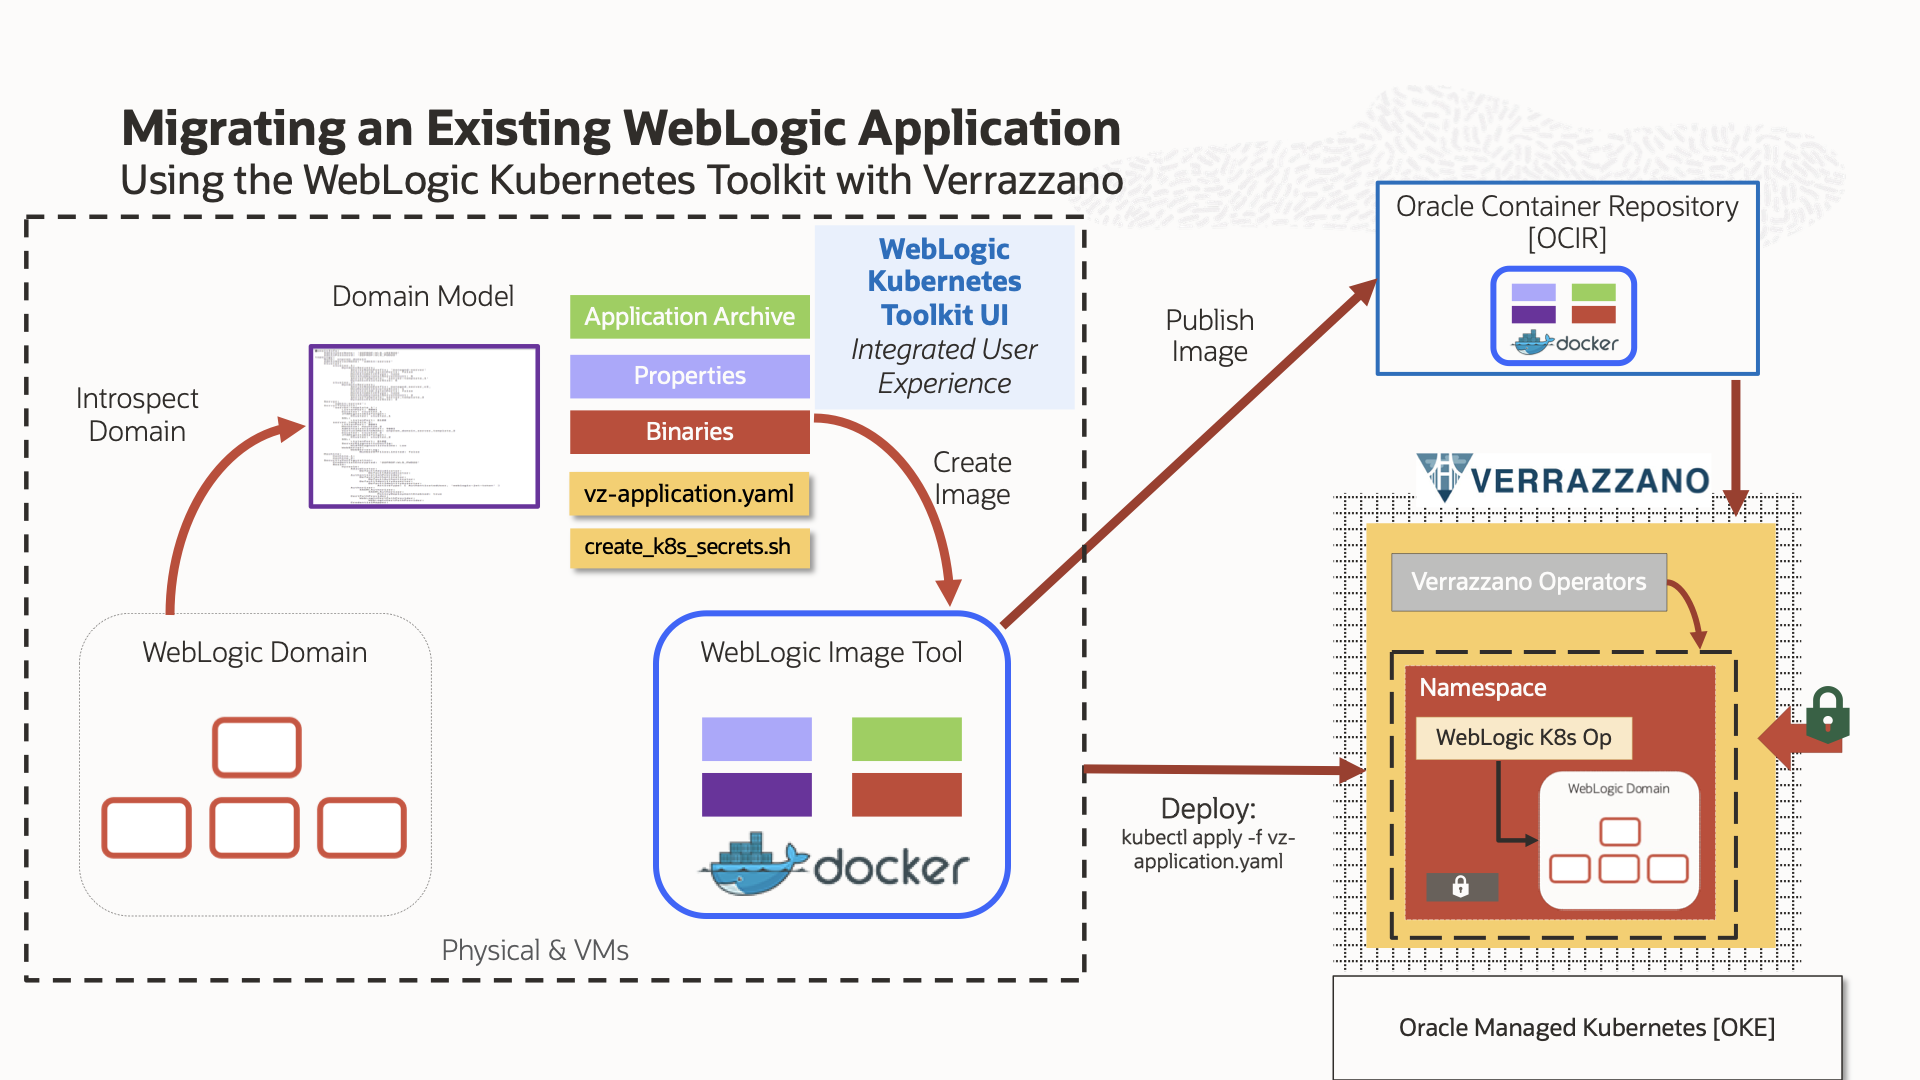 Migrating an Existing WebLogic Application
Using the WebLogic Kubernetes Toolkit with Verrazzano
WebLogic
Kubernetes
Toolkit UI
Integrated User
Experience
Domain Model
Application Archive
Properties
Binaries
vz-application.yaml
create_k8s_secrets.sh
Introspect
Domain
Create
Image
WebLogic Domain
WebLogic Image Tool
docker
Physical & VMs
Publish
Image
Oracle Container Repository
[OCIR]
docker
Deploy:
kubectl apply -f vz-
application.yaml
VERRAZZANO
Verrazzano Operators
Namespace
WebLogic K8s Op
WebLogic Domain
Oracle Managed Kubernetes [OKE]